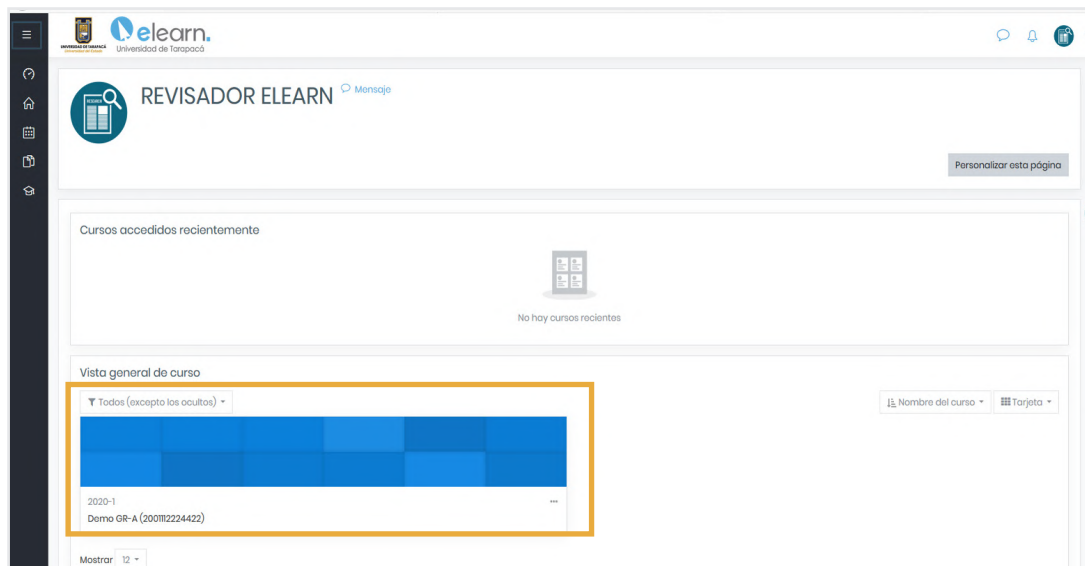 elearn.
UNIVERSIDAD DE TARAPACÁ
Universidad de Tarapacá
REVISADOR ELEARN
Mensaje
Personalizar esta página
Cursos accedidos recientemente
No hay cursos recientes
Vista general de curso
Todos (excepto los ocultos)
Nombre del curso
Tarjeta
2020-1
Demo GR-A (2001112224422)
Mostrar 12